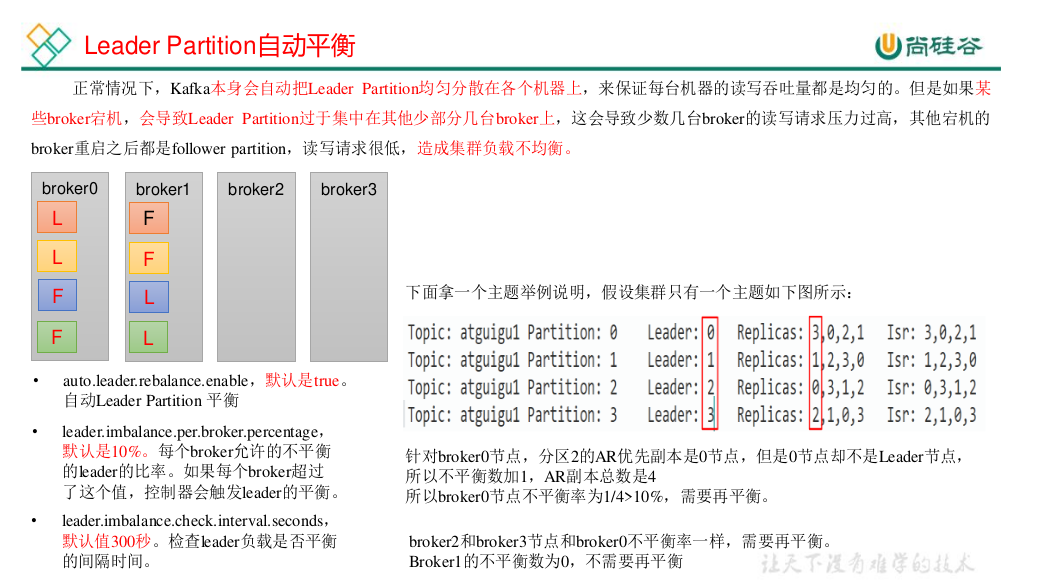 Leader Partition自动平衡
尚硅谷
正常情况下，Kafka本身会自动把Leader Partition均匀分散在各个机器上，来保证每台机器的读写吞吐量都是均匀的。但是如果某
些broker宕机，会导致Leader Partition过于集中在其他少部分几台broker上，这会导致少数几台broker的读写请求压力过高，其他宕机的
broker重启之后都是follower partition，读写请求很低，造成集群负载不均衡。
broker0 broker1 broker2 broker3
L F
L F
F L
F L
下面拿一个主题举例说明，假设集群只有一个主题如下图所示：
Topic: atguigu1 Partition: 0 Leader: 0 Replicas: 3,0,2,1 Isr: 3,0,2,1
Topic: atguigu1 Partition: 1 Leader: 1 Replicas: 1,2,3,0 Isr: 1,2,3,0
Topic: atguigu1 Partition: 2 Leader: 2 Replicas: 0,3,1,2 Isr: 0,3,1,2
Topic: atguigu1 Partition: 3 Leader: 3 Replicas: 2,1,0,3 Isr: 2,1,0,3
• auto.leader.rebalance.enable，默认是true。
自动Leader Partition 平衡
• leader.imbalance.per.broker.percentage，
默认是10%。每个broker允许的不平衡
的leader的比率。如果每个broker超过
了这个值，控制器会触发leader的平衡。
• leader.imbalance.check.interval.seconds，
默认值300秒。检查leader负载是否平衡
的间隔时间。
针对broker0节点，分区2的AR优先副本是0节点，但是0节点却不是Leader节点，
所以不平衡数加1，AR副本总数是4
所以broker0节点不平衡率为1/4>10%，需要再平衡。
broker2和broker3节点和broker0不平衡率一样，需要再平衡。
Broker1的不平衡数为0，不需要再平衡
让天下没有难学的技术